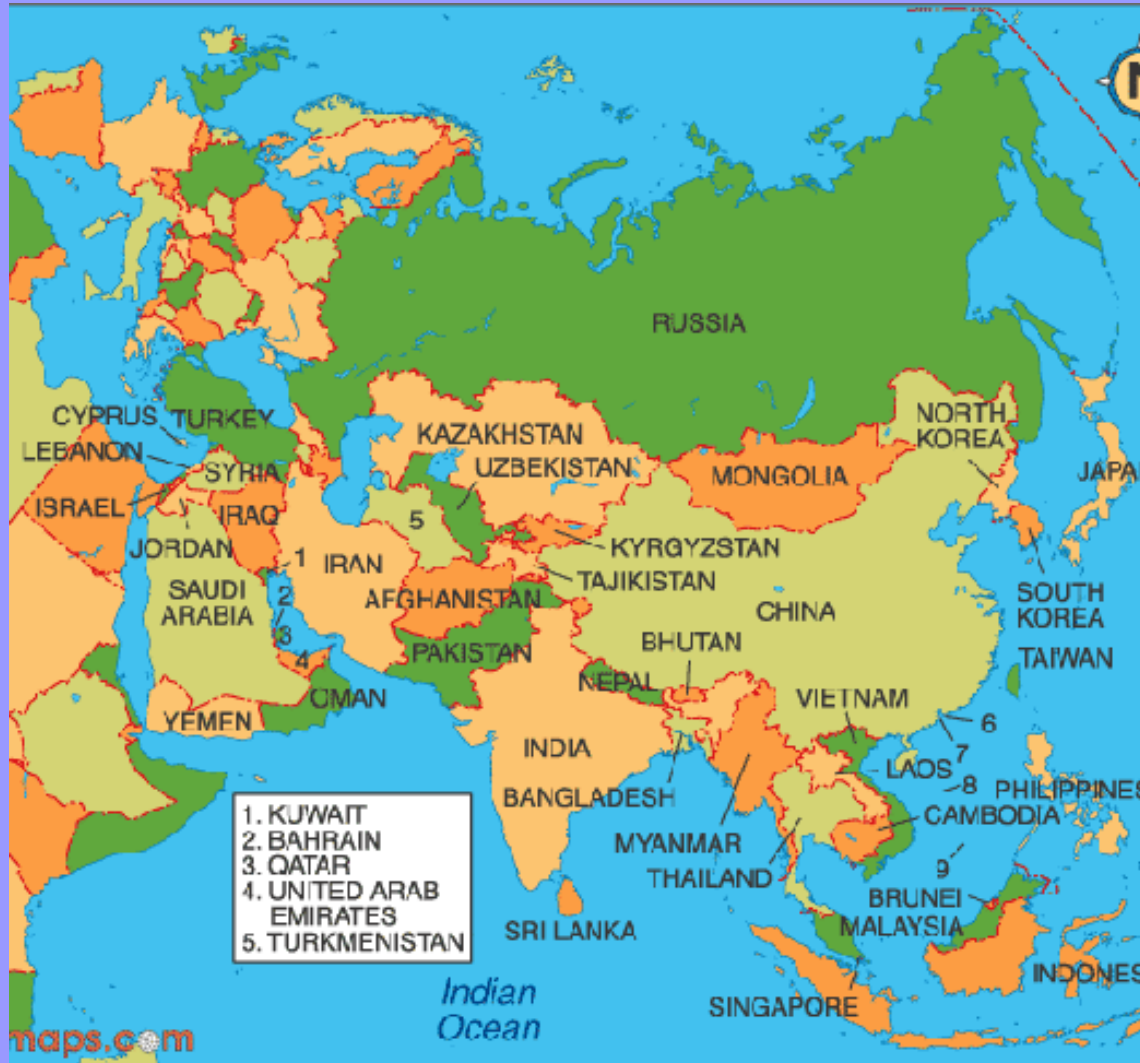 N
RUSSIA
NORTH
KOREA
CYPRUS
TURKEY
KAZAKHSTAN
LEBANON
SYRIA
UZBEKISTAN
MONGOLIA
JAPA
ISRAEL
IRAQ
5
JORDAN
1
IRAN
KYRGYZSTAN
TAJIKISTAN
SAUDI
ARABIA
2
AFGHANISTAN
CHINA
SOUTH
KOREA
3
BHUTAN
4
PAKISTAN
TAIWAN
NEPAL
OMAN
VIETNAM
YEMEN
6
INDIA
7
LAOS
8
PHILIPPINES
BANGLADESH
CAMBODIA
MYANMAR
THAILAND
9
BRUNEI
MALAYSIA
SRI LANKA
INDONES
SINGAPORE
1. KUWAIT
2. BAHRAIN
3. QATAR
4. UNITED ARAB
EMIRATES
5. TURKMENISTAN
Indian
Ocean
maps.com